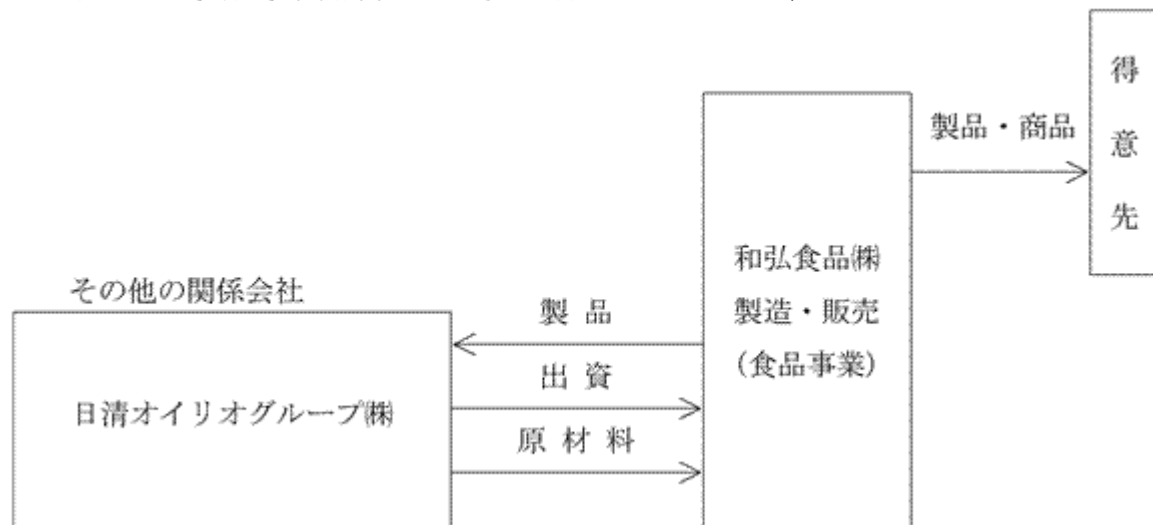 得意先
製品・商品
和弘食品㈱
製造・販売
(食品事業)
その他の関係会社
日清オイリオグループ㈱
製 品
出 資
原 材 料